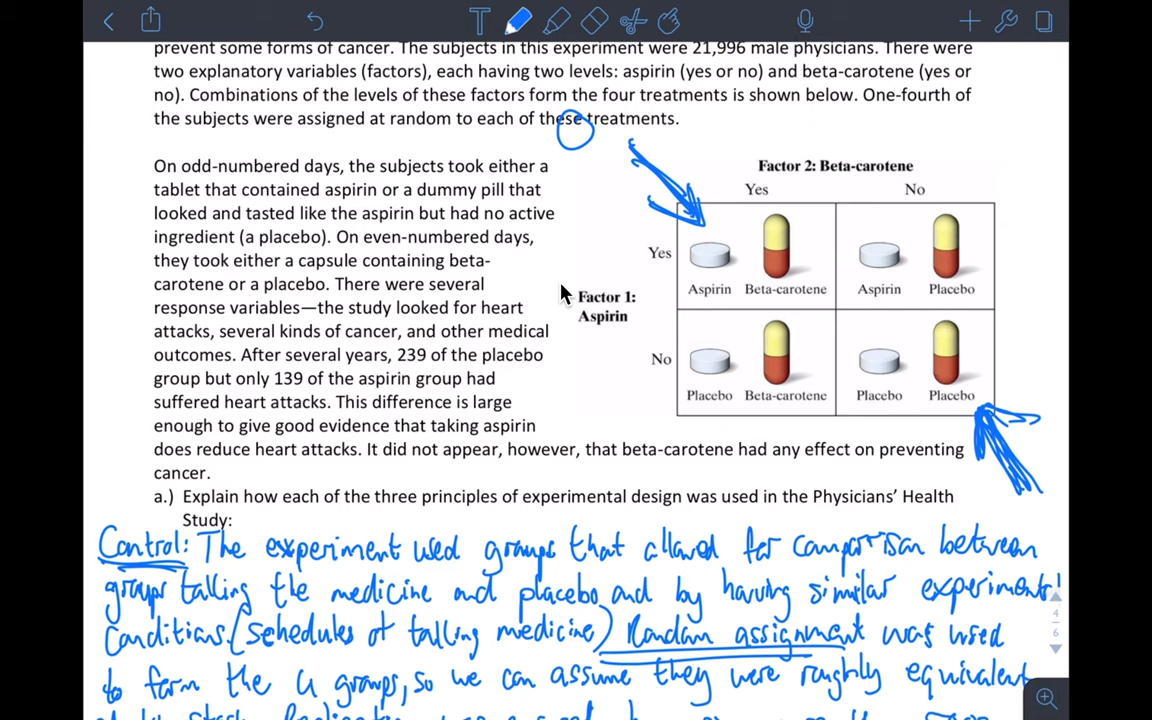 prevent some forms of cancer. The subjects in this experiment were 21,996 male physicians. There were
two explanatory variables (factors), each having two levels: aspirin (yes or no) and beta-carotene (yes or
no). Combinations of the levels of these factors form the four treatments is shown below. One-fourth of
the subjects were assigned at random to each of these treatments.
On odd-numbered days, the subjects took either a
tablet that contained aspirin or a dummy pill that
looked and tasted like the aspirin but had no active
ingredient (a placebo). On even-numbered days,
they took either a capsule containing beta-
carotene or a placebo. There were several
response variables—the study looked for heart
attacks, several kinds of cancer, and other medical
outcomes. After several years, 239 of the placebo
group but only 139 of the aspirin group had
suffered heart attacks. This difference is large
enough to give good evidence that taking aspirin
does reduce heart attacks. It did not appear, however, that beta-carotene had any effect on preventing
cancer.
Factor 2: Beta-carotene
Yes No
Factor 1:
Aspirin
Yes
Aspirin Beta-carotene Aspirin Placebo
No
Placebo Beta-carotene Placebo Placebo
a.) Explain how each of the three principles of experimental design was used in the Physicians' Health
Study:
Control: The experiment used groups that allowed for comparison between
groups talking the medicine and placebo and by having similar experimental
conditions (schedules of talking medicine) Random assignment was used
to form the 4 groups, so we can assume they were roughly equivalent
4
6